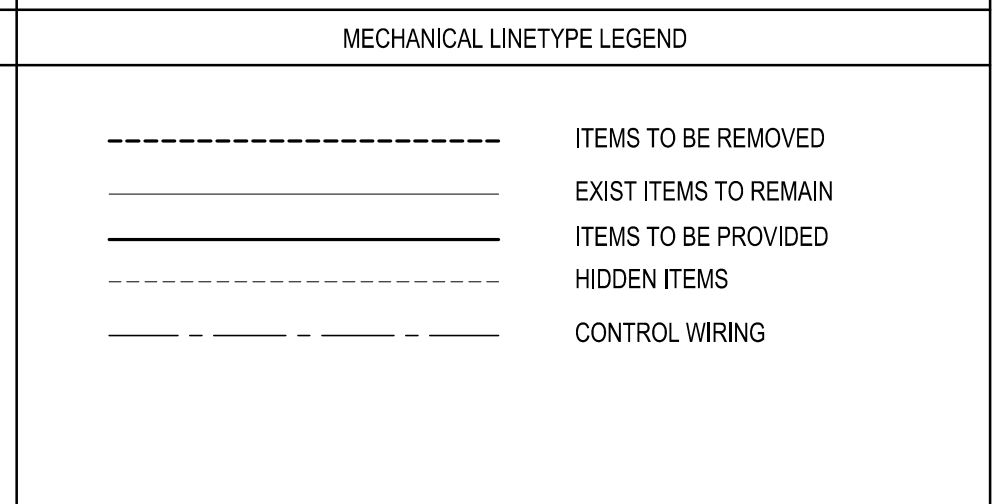 MECHANICAL LINETYPE LEGEND
ITEMS TO BE REMOVED
EXIST ITEMS TO REMAIN
ITEMS TO BE PROVIDED
HIDDEN ITEMS
CONTROL WIRING